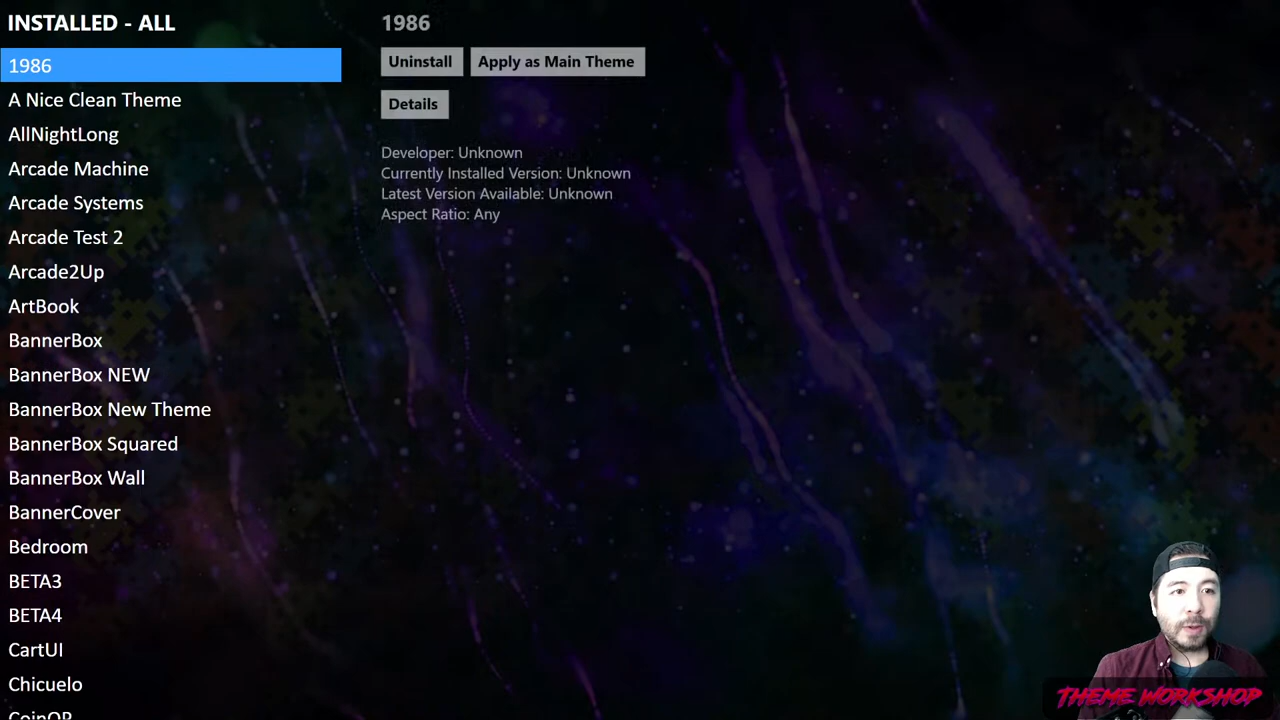 INSTALLED - ALL
1986
A Nice Clean Theme
AllNightLong
Arcade Machine
Arcade Systems
Arcade Test 2
Arcade2Up
ArtBook
BannerBox
BannerBox NEW
BannerBox New Theme
BannerBox Squared
BannerBox Wall
BannerCover
Bedroom
BETA3
BETA4
CartUI
Chicuelo
CoinOP
1986
Uninstall
Apply as Main Theme
Details
Developer: Unknown
Currently Installed Version: Unknown
Latest Version Available: Unknown
Aspect Ratio: Any
THEME WORKSHOP